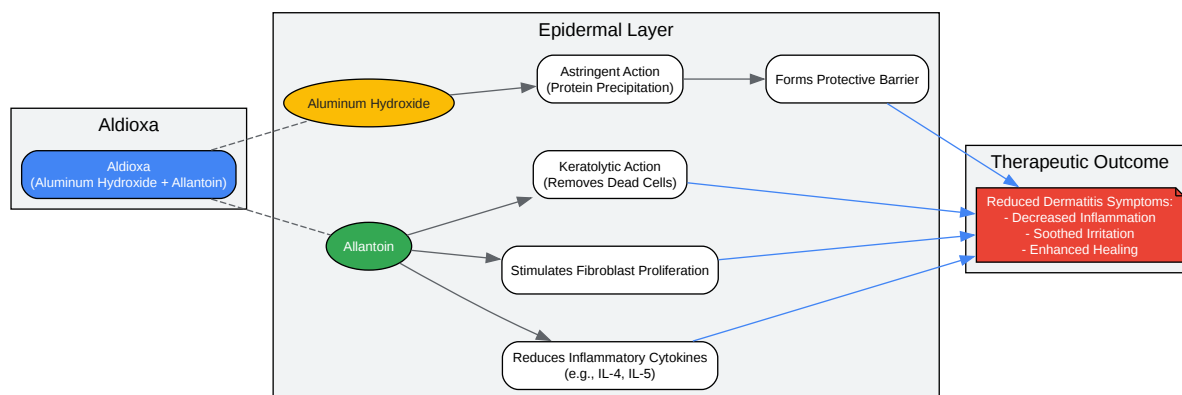 Epidermal Layer
Aldioxa
Aldioxa
(Aluminum Hydroxide + Allantoin)
Aluminum Hydroxide
Allantoin
Astringent Action
(Protein Precipitation)
Forms Protective Barrier
Keratolytic Action
(Removes Dead Cells)
Stimulates Fibroblast Proliferation
Reduces Inflammatory Cytokines
(e.g., IL-4, IL-5)
Therapeutic Outcome
Reduced Dermatitis Symptoms:
- Decreased Inflammation
- Soothed Irritation
- Enhanced Healing